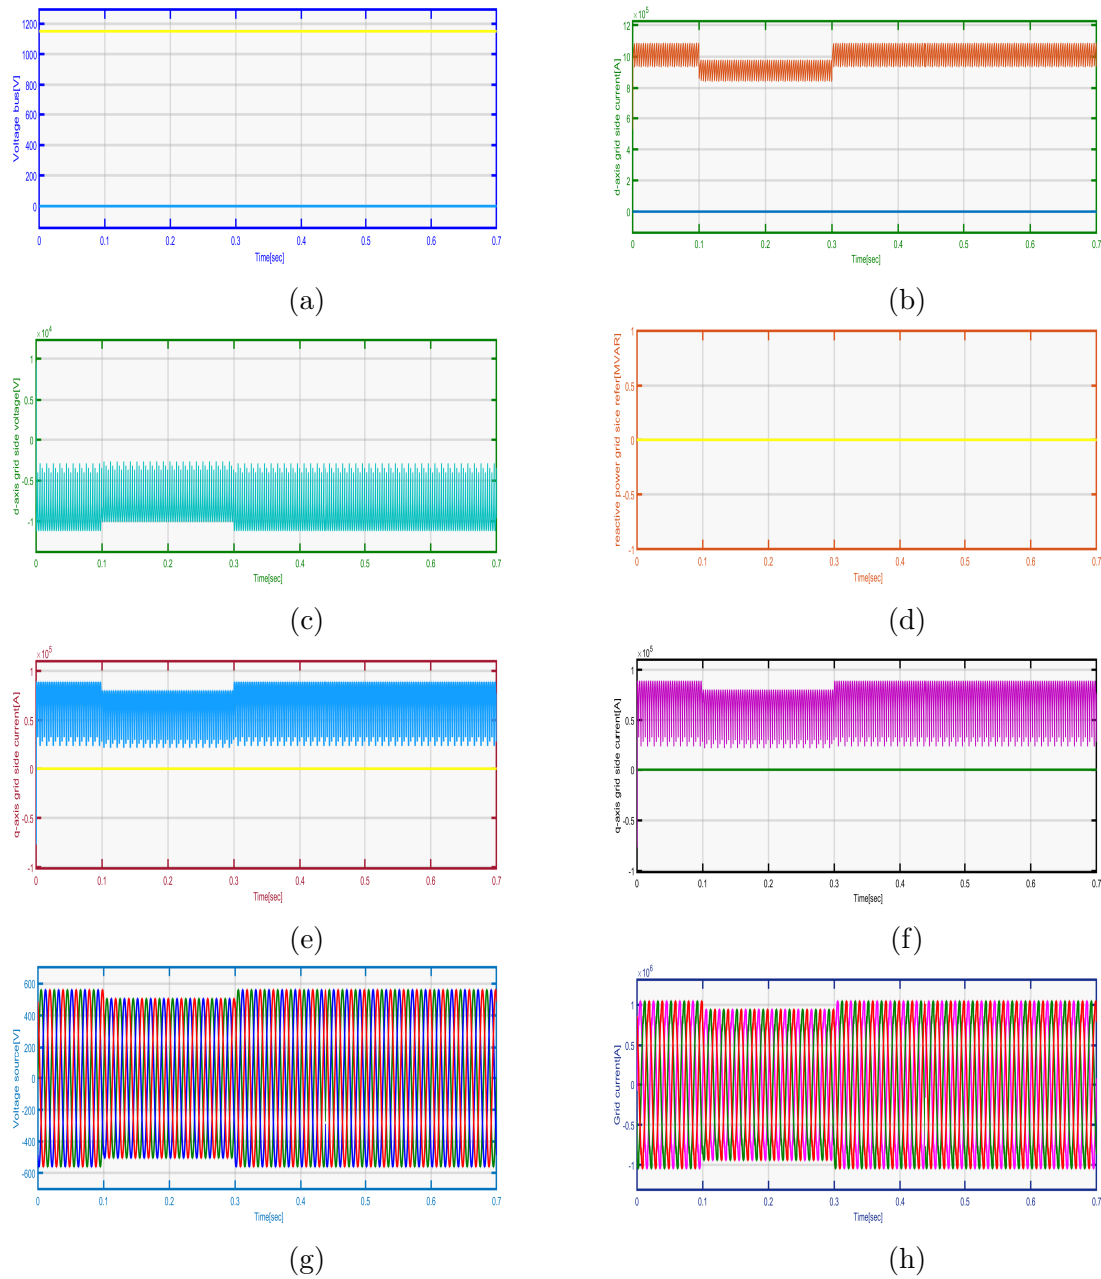 1200
1000
800
600
400
200
0
Voltage bus[V]
0 0.1 0.2 0.3 0.4 0.5 0.6 0.7
Time[sec]
(a)
×10⁵
12
10
8
6
4
2
0
d-axis grid side current[A]
0 0.1 0.2 0.3 0.4 0.5 0.6 0.7
Time[sec]
(b)
×10⁴
1
0.5
0
-0.5
-1
d-axis grid side voltage[V]
0 0.1 0.2 0.3 0.4 0.5 0.6 0.7
Time[sec]
(c)
1
0.5
0
-0.5
-1
reactive power grid sice refer[MVAR]
0 0.1 0.2 0.3 0.4 0.5 0.6 0.7
Time[sec]
(d)
×10⁵
1
0.5
0
-0.5
-1
q-axis grid side current[A]
0 0.1 0.2 0.3 0.4 0.5 0.6 0.7
Time[sec]
(e)
×10⁵
1
0.5
0
-0.5
-1
q-axis grid side current[A]
0 0.1 0.2 0.3 0.4 0.5 0.6 0.7
Time[sec]
(f)
600
400
200
0
-200
-400
-600
Voltage source[V]
0 0.1 0.2 0.3 0.4 0.5 0.6 0.7
Time[sec]
(g)
×10⁶
1
0.5
0
-0.5
-1
Grid current[A]
0 0.1 0.2 0.3 0.4 0.5 0.6 0.7
Time[sec]
(h)